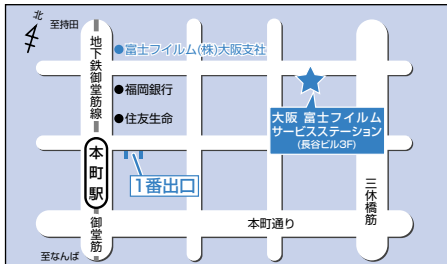 北
至持田
地下鉄御堂筋線
●富士フイルム(株)大阪支社
●福岡銀行
●住友生命
大阪 富士フイルム
サービスステーション
(長谷ビル3F)
本町駅
1番出口
三休橋筋
御堂筋
本町通り
至なんば